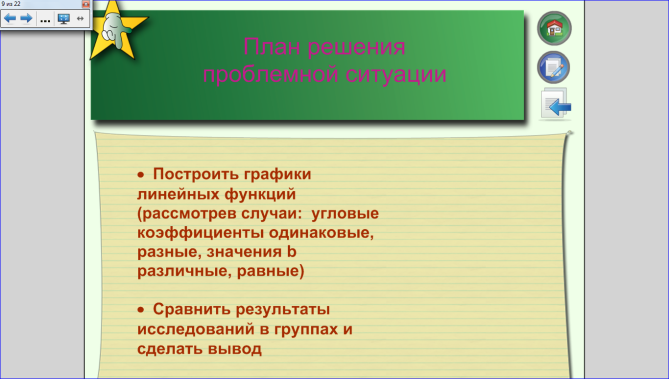 9 из 22
План решения
проблемной ситуации
• Построить графики
линейных функций
(рассмотрев случаи: угловые
коэффициенты одинаковые,
разные, значения b
различные, равные)
• Сравнить результаты
исследований в группах и
сделать вывод